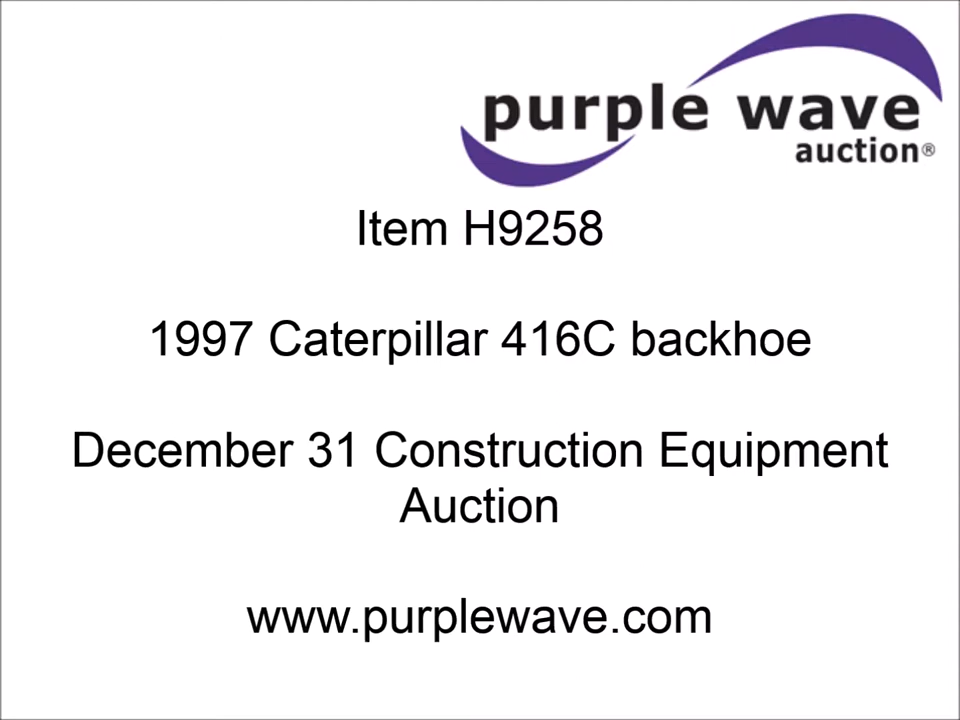 purple wave
auction®
Item H9258
1997 Caterpillar 416C backhoe
December 31 Construction Equipment
Auction
www.purplewave.com